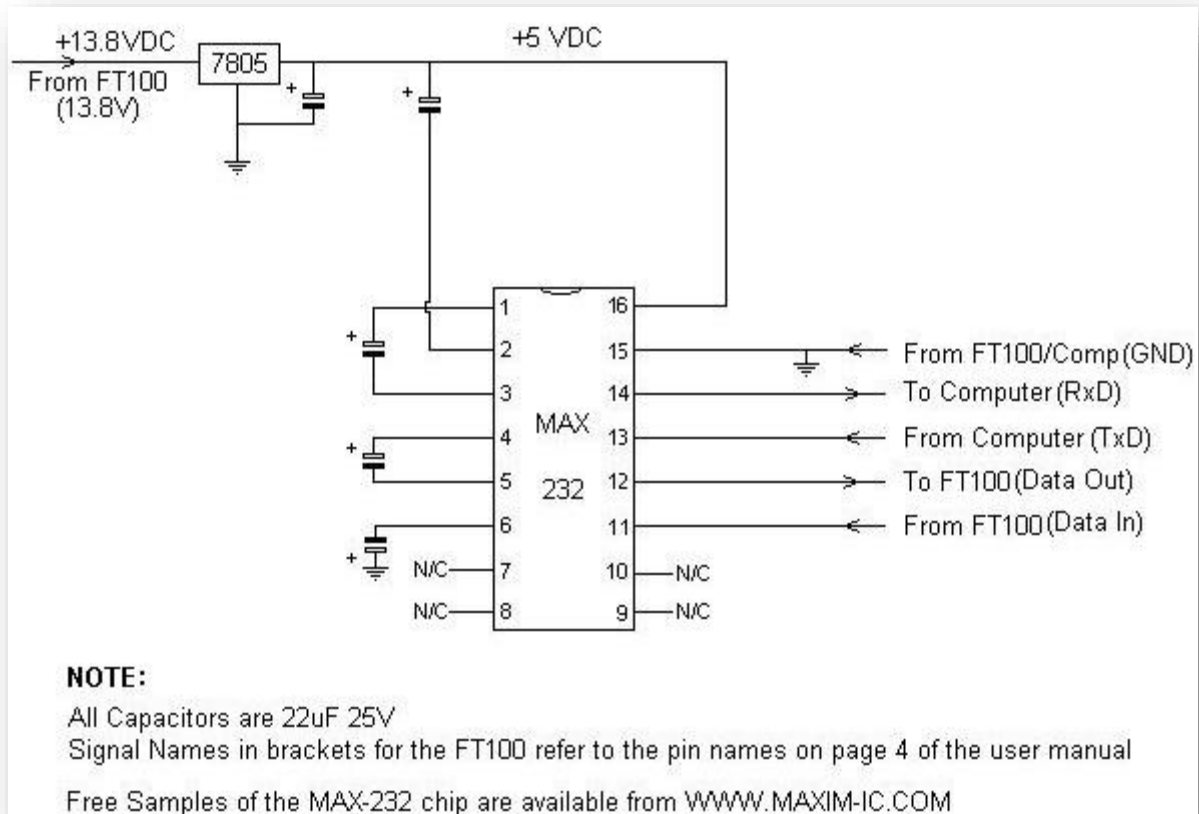 +13.8VDC
From FT100
(13.8V)
7805
+5 VDC
+
+
1
16
+
2
15
From FT100/Comp(GND)
3
14
To Computer(RxD)
MAX
4
13
From Computer(TxD)
+
5
232
12
To FT100(Data Out)
6
11
From FT100(Data In)
+
N/C
7
10
N/C
N/C
8
9
N/C
NOTE:
All Capacitors are 22uF 25V
Signal Names in brackets for the FT100 refer to the pin names on page 4 of the user manual
Free Samples of the MAX-232 chip are available from WWW.MAXIM-IC.COM